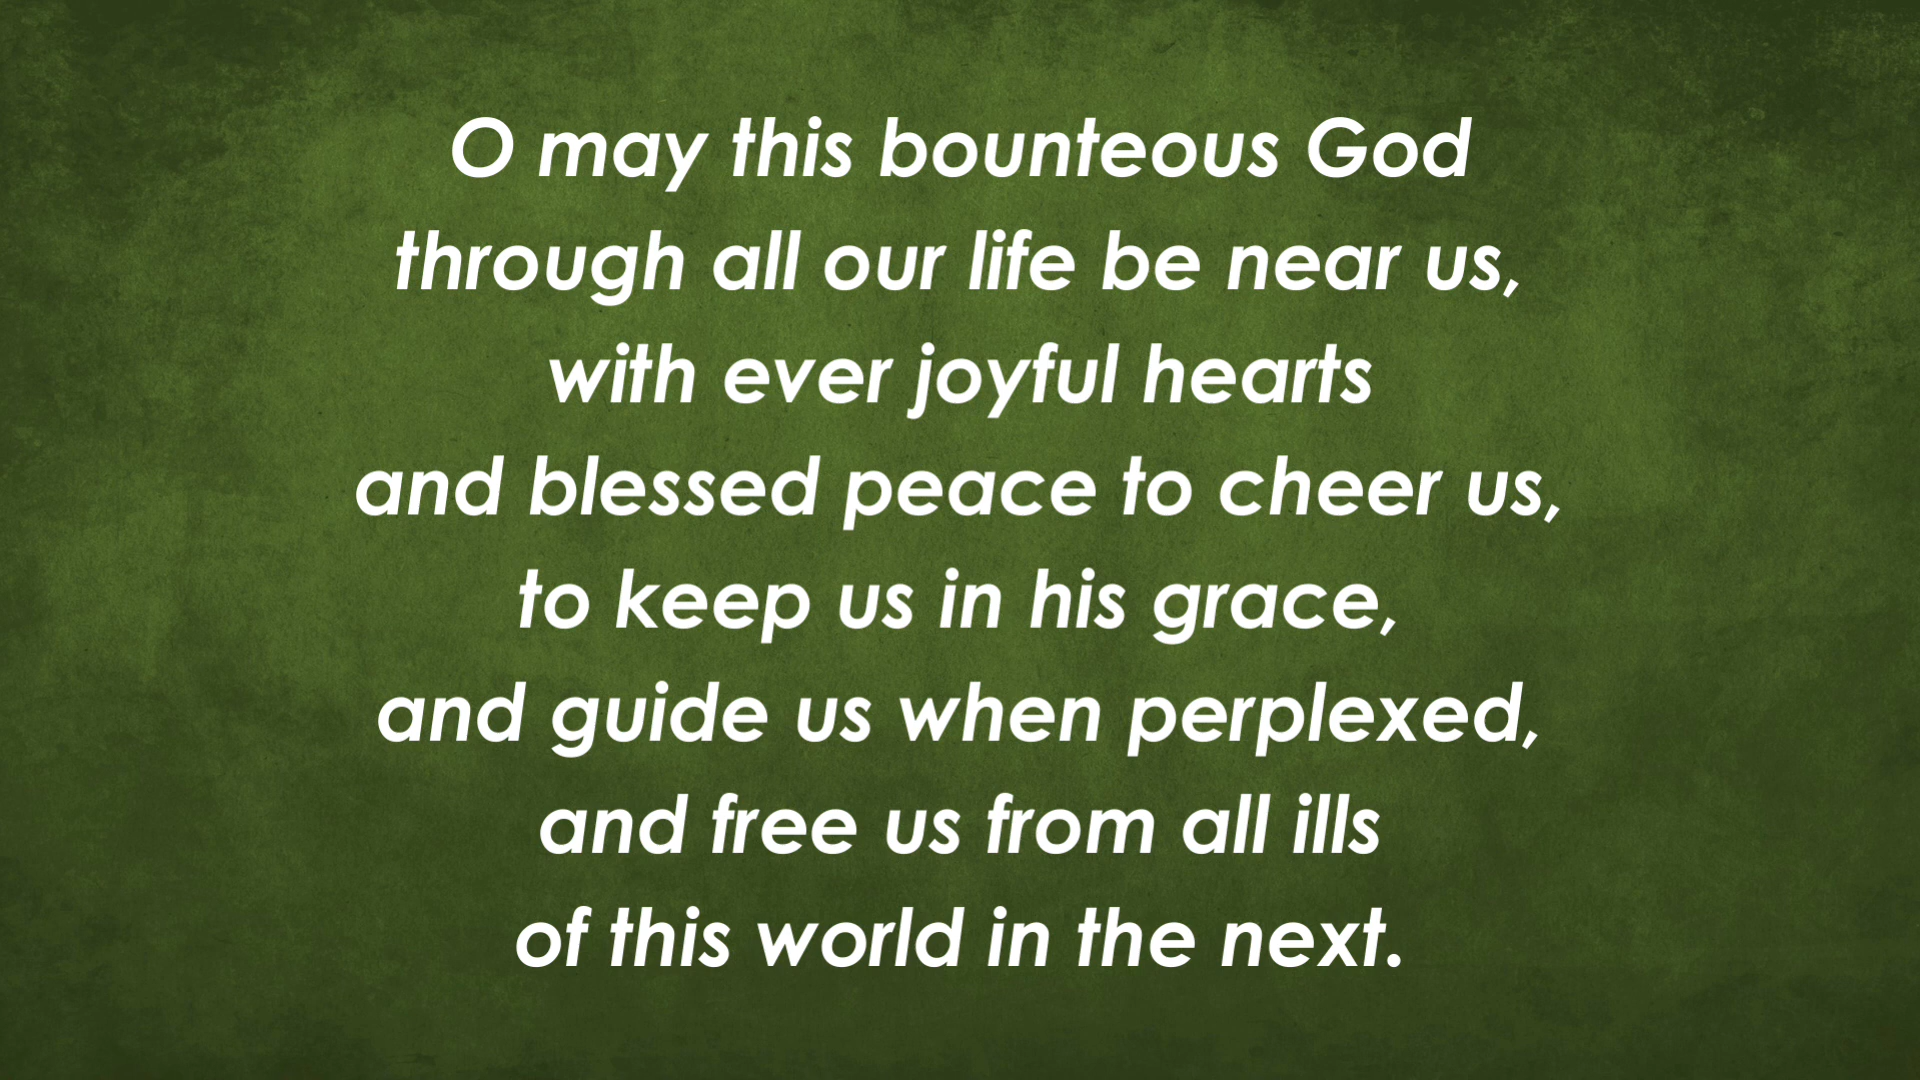 O may this bounteous God
through all our life be near us,
with ever joyful hearts
and blessed peace to cheer us,
to keep us in his grace,
and guide us when perplexed,
and free us from all ills
of this world in the next.